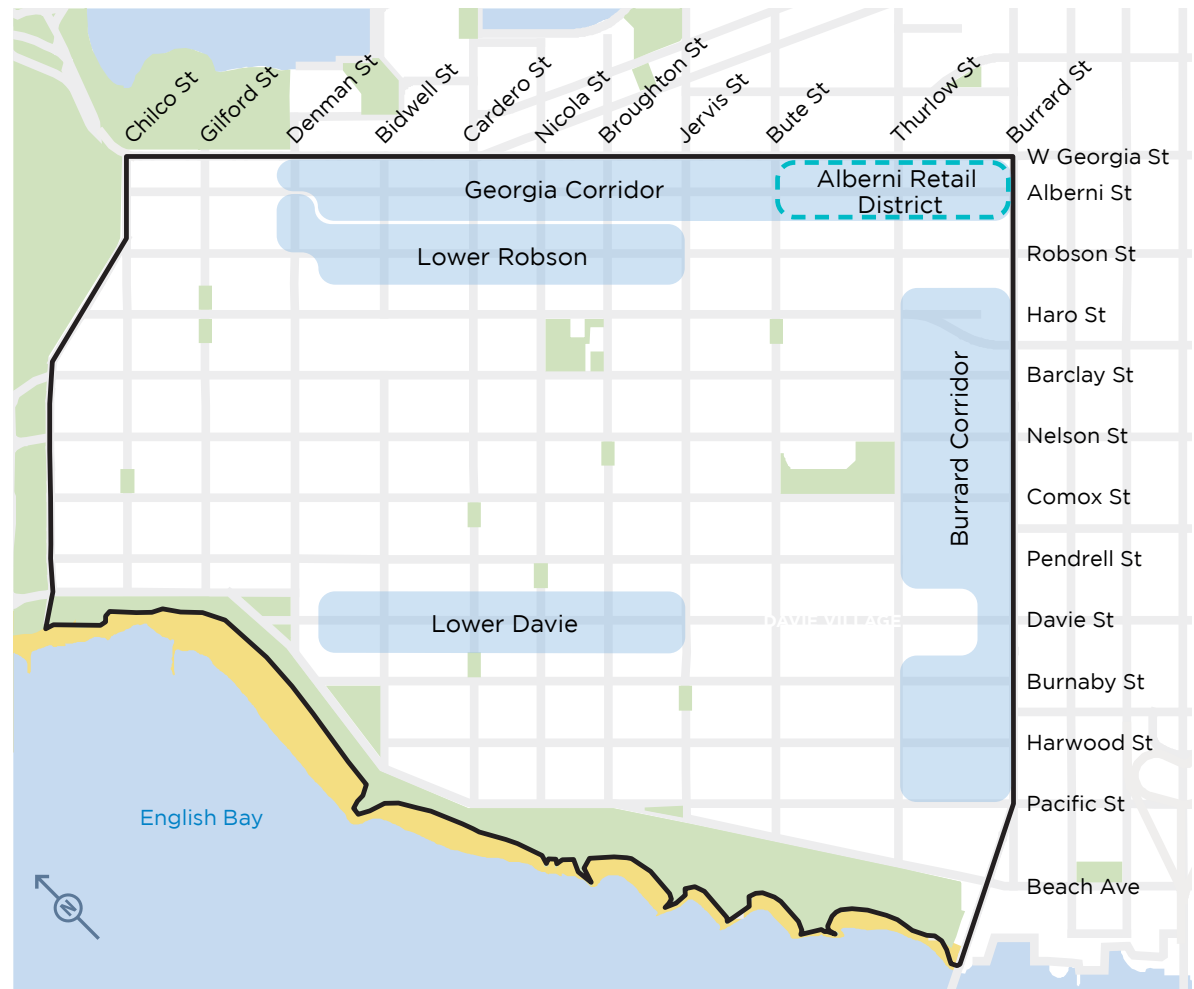 Chilco St
Gilford St
Denman St
Bidwell St
Cardero St
Nicola St
Broughton St
Jervis St
Bute St
Thurlow St
Burrard St
W Georgia St
Georgia Corridor
Alberni Retail
District
Alberni St
Lower Robson
Robson St
Haro St
Burrard Corridor
Barclay St
Nelson St
Comox St
Pendrell St
Lower Davie
DAVIE VILLAGE
Davie St
Burnaby St
Harwood St
Pacific St
English Bay
Beach Ave
N